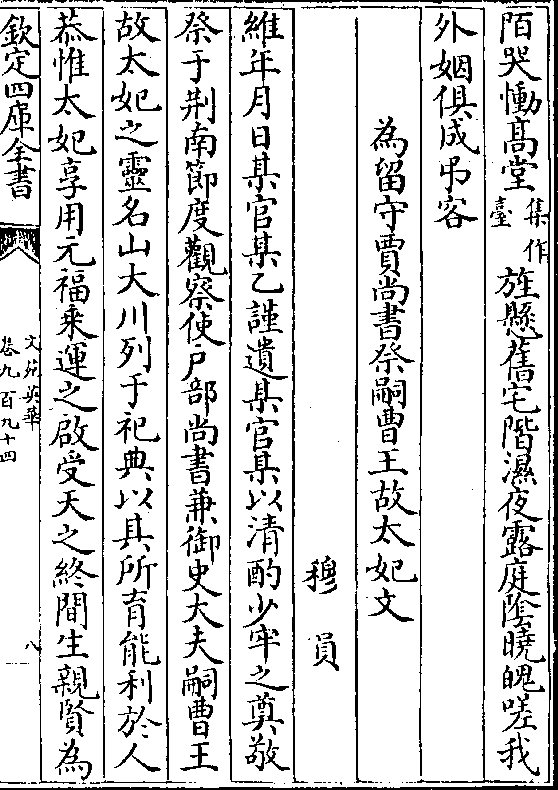 陌哭慟高堂集作臺旌懸舊宅階濕夜露庭陰曉魄嗟我
外姻俱成弔客
為留守賈尚書祭嗣曹王故太妃文
穆員
維年月日某官某乙謹遣某官某以清酌少牢之奠敬
祭于荆南節度觀察使戸部尚書兼御史大夫嗣曹王
故太妃之靈名山大川列于祀典以其所育能利於人
恭惟太妃享用元福乘運之啟受天之終間生親賢為
欽定四庫全書
文苑英華
卷九百九十四
八